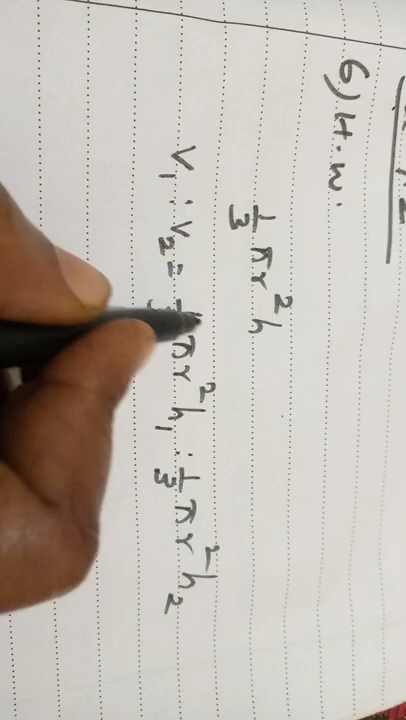 6) H.W.
1/3 πr²h
V₁ : V₂ = 1/3 πr²h₁ : 1/3 πr²h₂